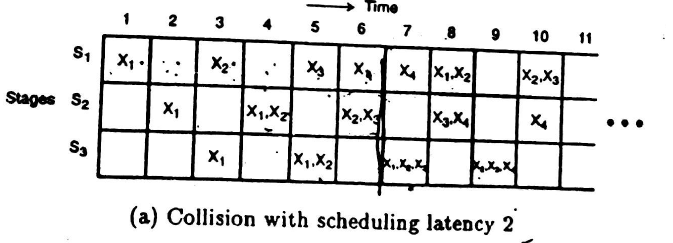 Time
1 2 3 4 5 6 7 8 9 10 11
S₁ X₁ X₂ X₃ X₄ X₁,X₂ X₂,X₃
Stages S₂ X₁ X₁,X₂ X₂,X₃ X₃,X₄ X₄ •••
S₃ X₁ X₁,X₂
(a) Collision with scheduling latency 2